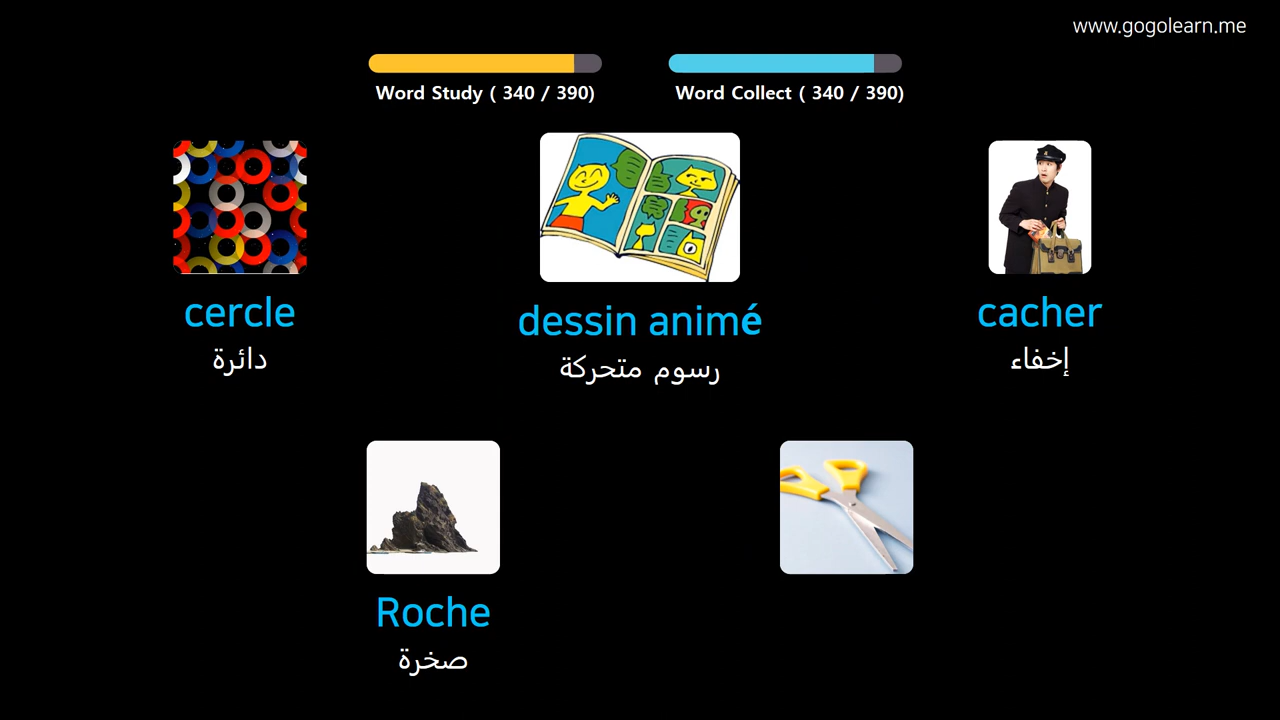 www.gogolearn.me
Word Study ( 340 / 390)
Word Collect ( 340 / 390)
cercle
دائرة
dessin animé
رسوم متحركة
cacher
إخفاء
Roche
صخرة